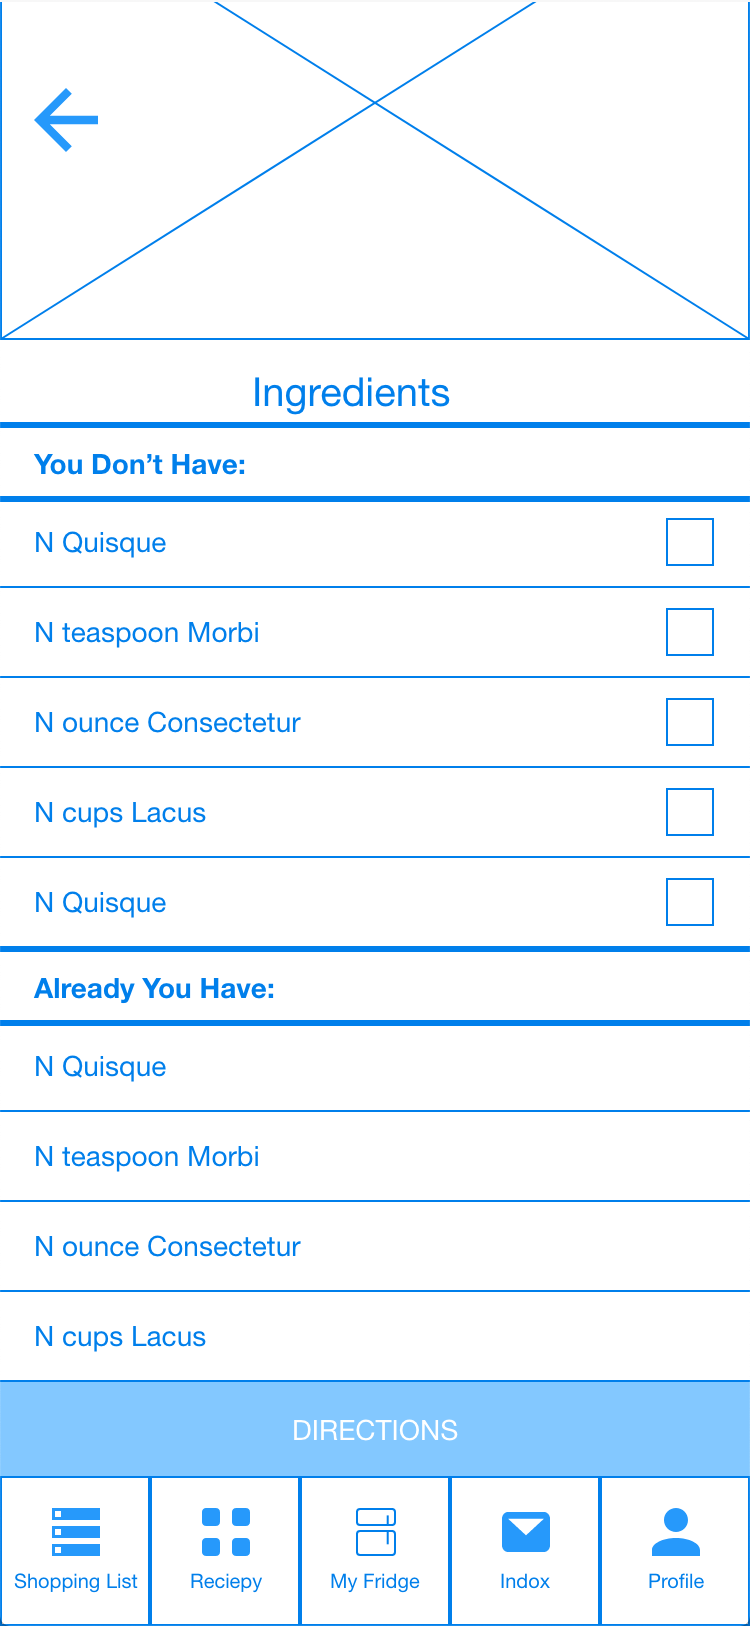 Ingredients
You Don’t Have:
N Quisque
N teaspoon Morbi
N ounce Consectetur
N cups Lacus
N Quisque
Already You Have:
N Quisque
N teaspoon Morbi
N ounce Consectetur
N cups Lacus
DIRECTIONS
Shopping List
Reciepy
My Fridge
Indox
Profile